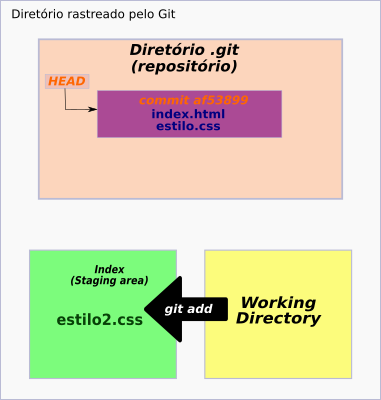 Diretório rastreado pelo Git
Diretório .git
(repositório)
HEAD
commit af53899
index.html
estilo.css
Index
(Staging area)
estilo2.css
git add
Working
Directory